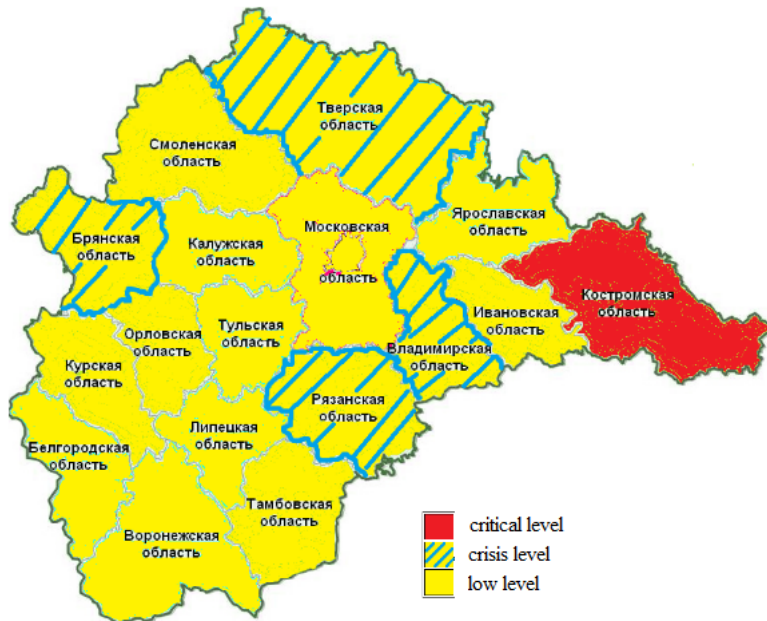 Тверская
область
Смоленская
область
Ярославская
область
Московская
область
Брянская
область
Калужская
область
Костромская
область
Ивановская
область
Владимирская
область
Тульская
область
Орловская
область
Курская
область
Рязанская
область
Липецкая
область
Белгородская
область
Тамбовская
область
Воронежская
область
critical level
crisis level
low level